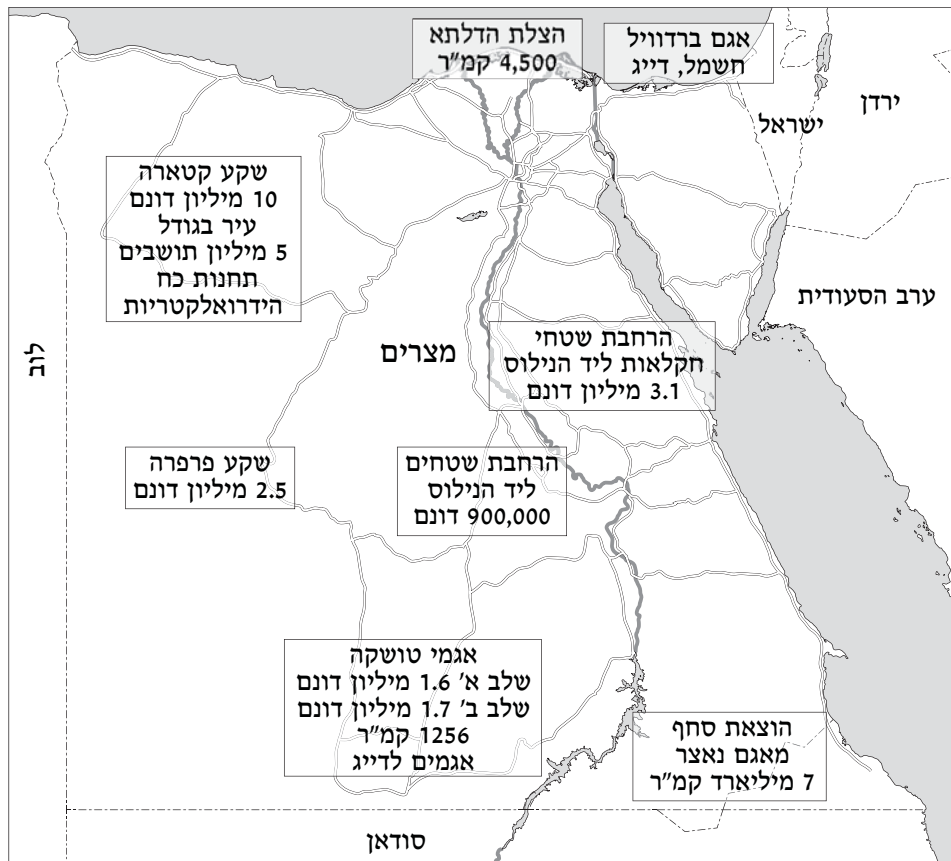 הצלת הדלתא
4,500 קמ"ר
אגם ברדוויל
חשמל, דייג
ירדן
ישראל
שקע קטארה
10 מיליון דונם
עיר בגודל
5 מיליון תושבים
תחנות כח
הידרואלקטריות
ערב הסעודית
לוב
מצרים
הרחבת שטחי
חקלאות ליד הנילוס
3.1 מיליון דונם
שקע פרפרה
2.5 מיליון דונם
הרחבת שטחים
ליד הנילוס
900,000 דונם
אגמי טושקה
שלב א' 1.6 מיליון דונם
שלב ב' 1.7 מיליון דונם
1256 קמ"ר
אגמים לדייג
הוצאת סחף
מאגם נאצר
7 מיליארד קמ"ר
סודאן